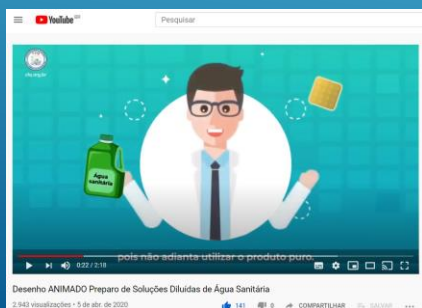 YouTube BR
Pesquisar
Água
sanitária
pois não adianta utilizar o produto puro.
0:22 / 2:18
Desenho ANIMADO Preparo de Soluções Diluídas de Água Sanitária
2.943 visualizações • 5 de abr. de 2020
141
0
COMPARTILHAR
SALVAR